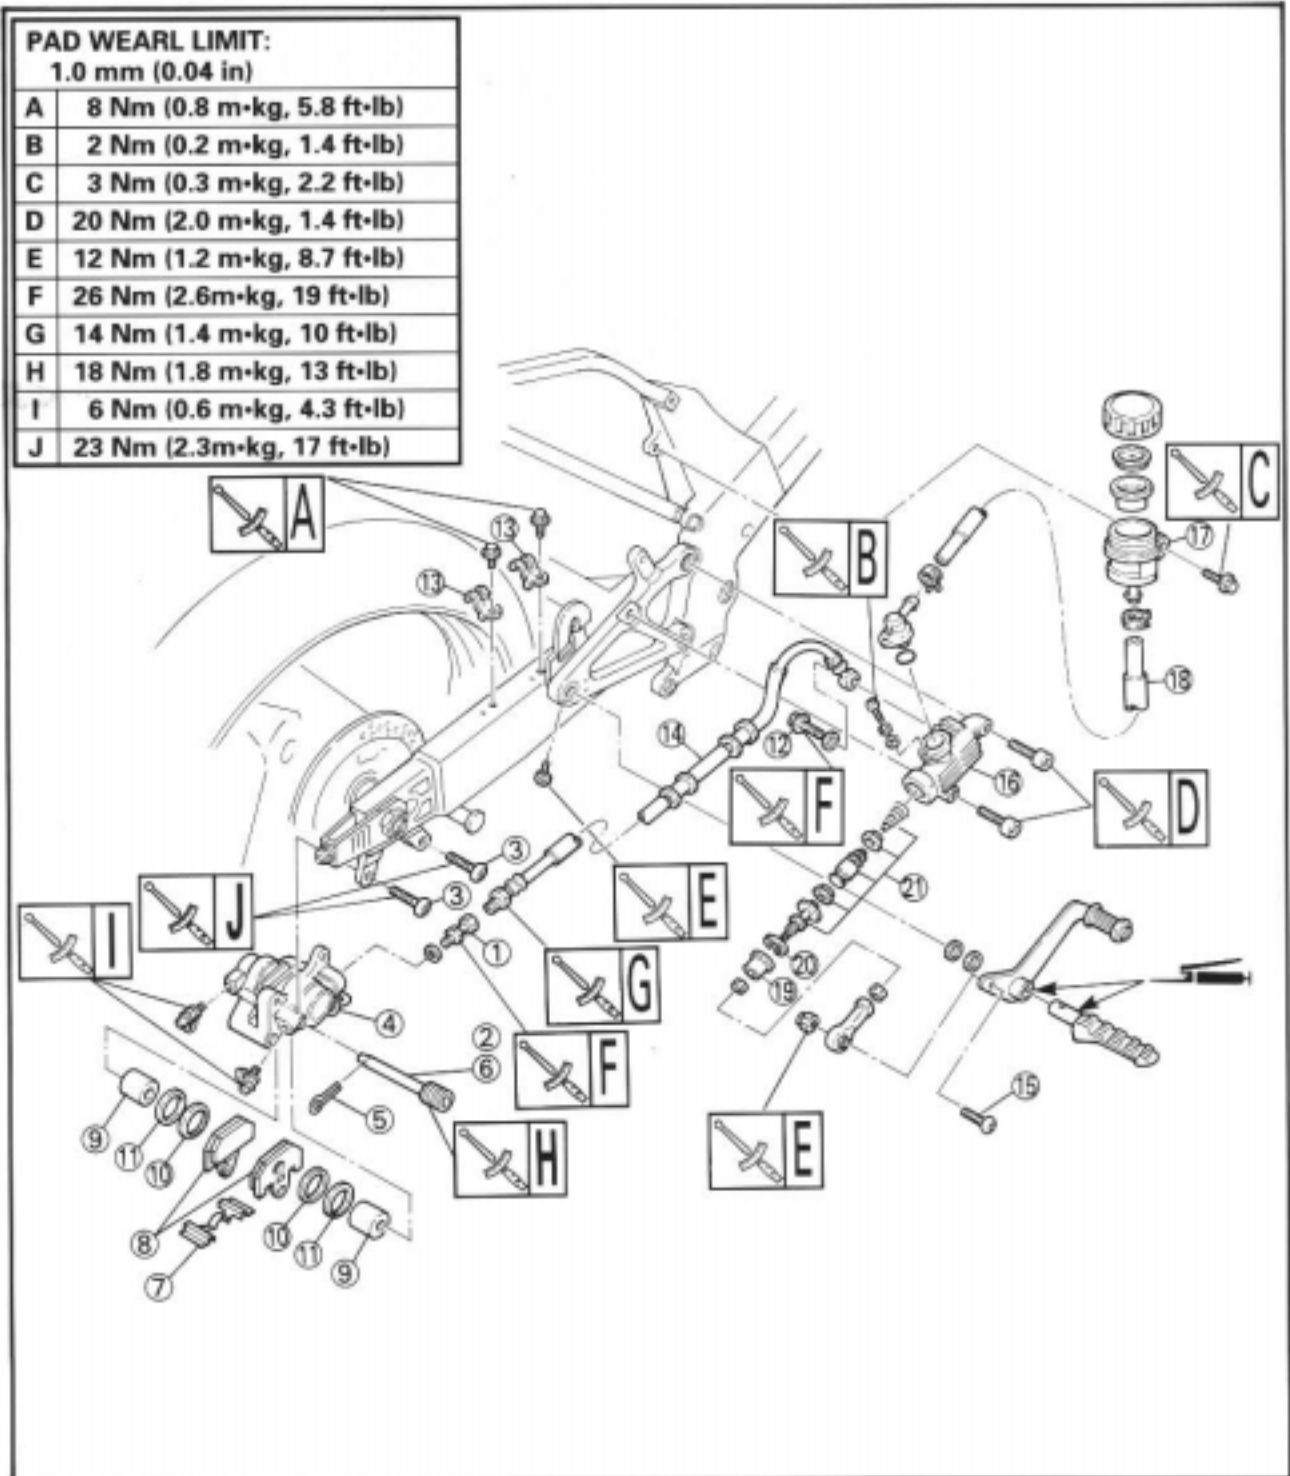 PAD WEARL LIMIT:
1.0 mm (0.04 in)
A 8 Nm (0.8 m•kg, 5.8 ft•lb)
B 2 Nm (0.2 m•kg, 1.4 ft•lb)
C 3 Nm (0.3 m•kg, 2.2 ft•lb)
D 20 Nm (2.0 m•kg, 1.4 ft•lb)
E 12 Nm (1.2 m•kg, 8.7 ft•lb)
F 26 Nm (2.6m•kg, 19 ft•lb)
G 14 Nm (1.4 m•kg, 10 ft•lb)
H 18 Nm (1.8 m•kg, 13 ft•lb)
I 6 Nm (0.6 m•kg, 4.3 ft•lb)
J 23 Nm (2.3m•kg, 17 ft•lb)
A
C
⑬
⑰
B
⑬
⑱
⑭
⑫
⑯
F
D
③
㉑
③
J
E
I
①
⑳
⑲
G
④
②
⑥
F
⑤
⑮
⑨
⑪
⑩
H
E
⑧
⑩
⑪
⑨
⑦